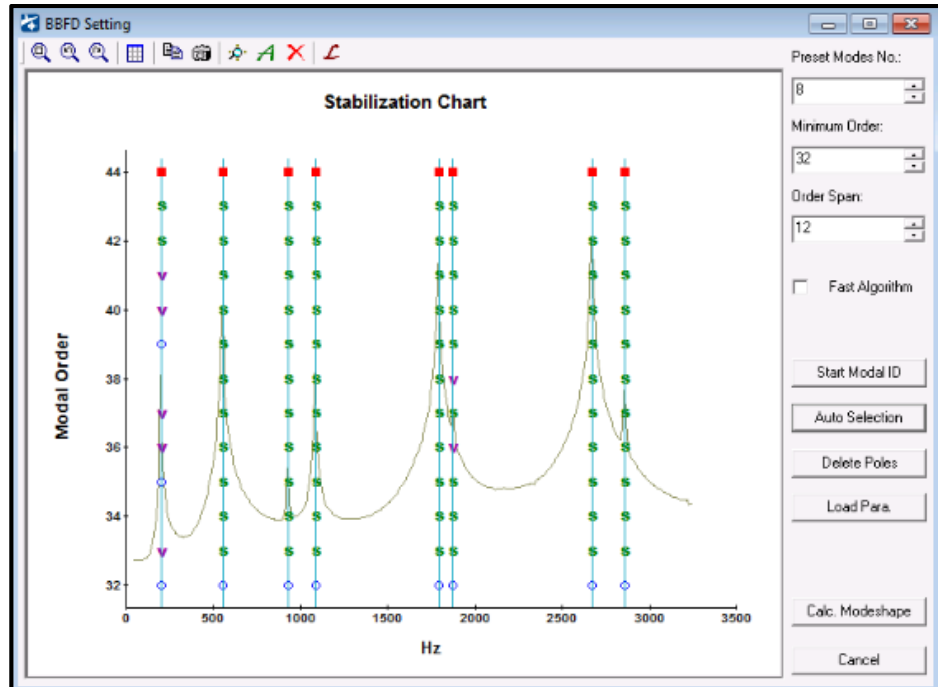 BBFD Setting
Preset Modes No.:
8
Minimum Order:
32
Order Span:
12
Fast Algorithm
Start Modal ID
Auto Selection
Delete Poles
Load Para.
Calc. Modeshape
Cancel
Stabilization Chart
Modal Order
44
42
40
38
36
34
32
0 500 1000 1500 2000 2500 3000 3500
Hz
s s s s s s s
s s s s s s s s
v s s s s s s s
v s s s s s s s
s s s s s s s
s s s s v s s
v s s s s s s s
v s s s s v s s
s s s s s s s
s s s s s s s
v s s s s s s s